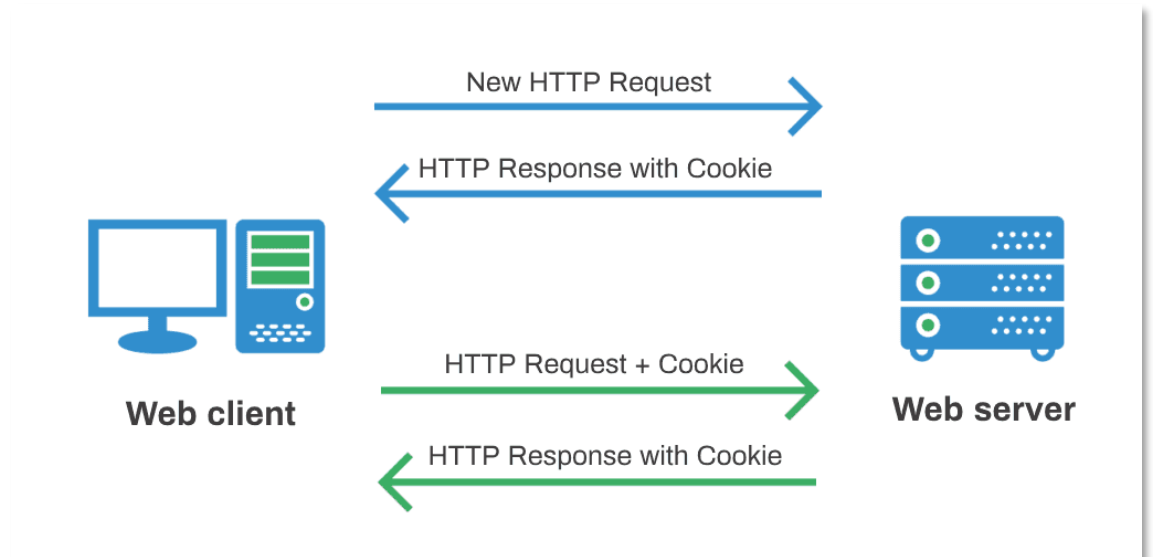 New HTTP Request
HTTP Response with Cookie
HTTP Request + Cookie
Web client
Web server
HTTP Response with Cookie